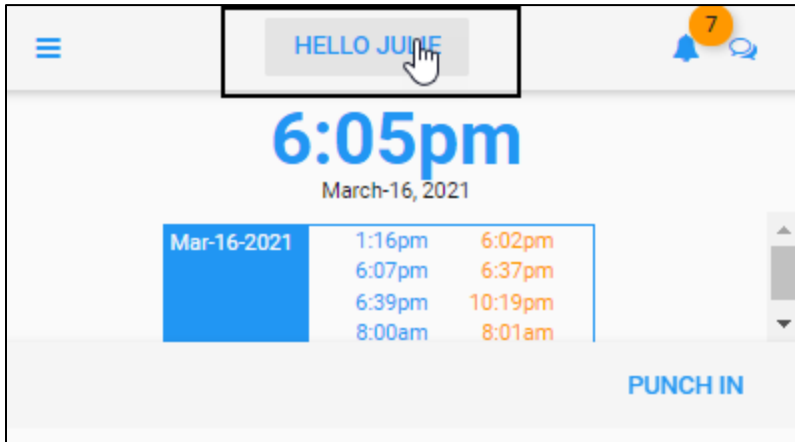 HELLO JULIE
7
6:05pm
March-16, 2021
Mar-16-2021 1:16pm 6:02pm
6:07pm 6:37pm
6:39pm 10:19pm
8:00am 8:01am
PUNCH IN